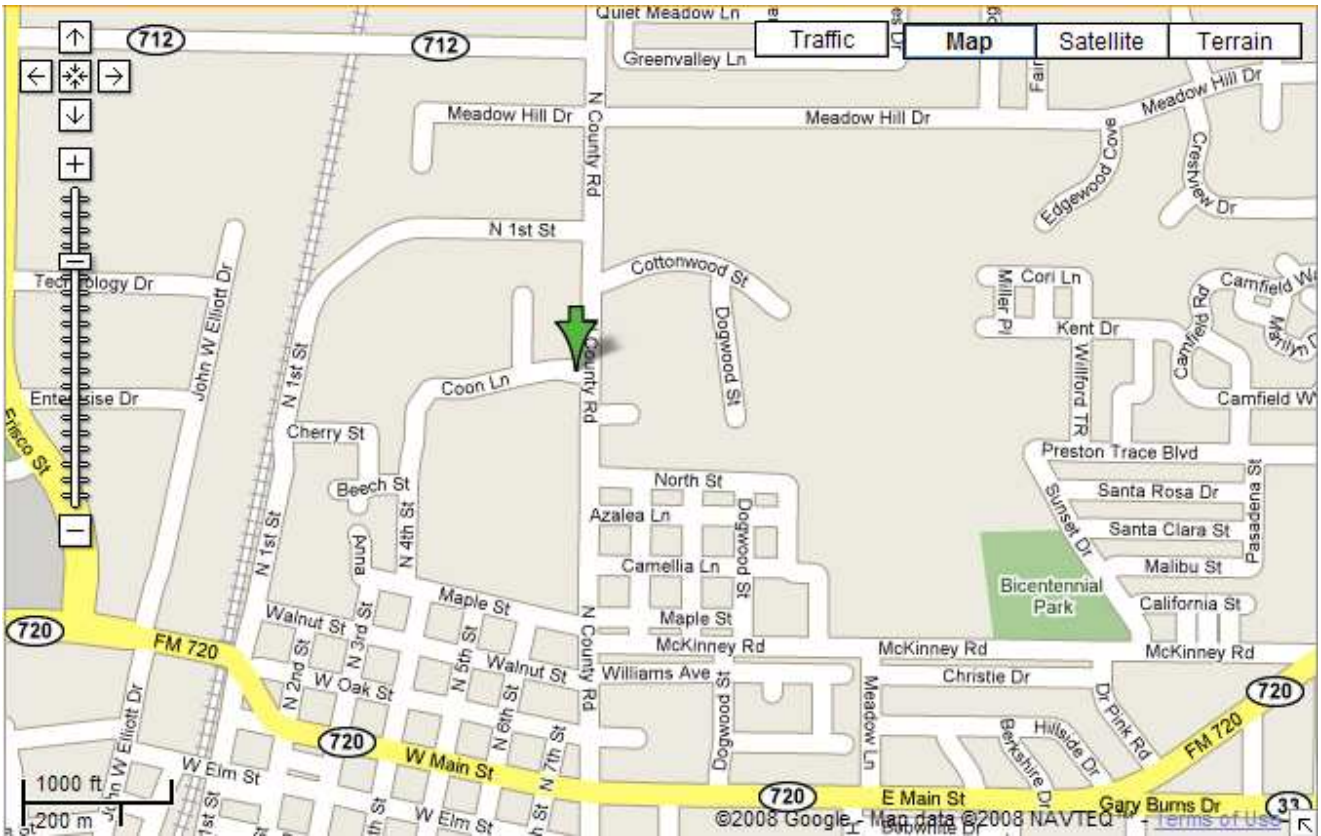 Quiet Meadow Ln
Traffic
Map
Satellite
Terrain
712
712
Greenvalley Ln
Meadow Hill Dr
Meadow Hill Dr
Meadow Hill Dr
N County Rd
Edgewood Cove
Crestview Dr
N 1st St
Cottonwood St
Dogwood St
Miller Pl
Cori Ln
Camfield Rd
Kent Dr
Willford TR
Camfield
John W Elliott Dr
Frisco St
N 1st St
Coon Ln
County Rd
Cherry St
Beech St
N 4th St
Anna
N 1st St
North St
Azalea Ln
Dogwood St
Camellia Ln
Maple St
Preston Trace Blvd
Sunset Dr
Santa Rosa Dr
Santa Clara St
Pasadena St
Malibu St
California St
Bicentennial
Park
720
FM 720
Walnut St
Maple St
N 3rd St
N 2nd St
W Oak St
N 5th St
Walnut St
N 6th St
N 7th St
N County Rd
McKinney Rd
McKinney Rd
McKinney Rd
Williams Ave
Dogwood St
Meadow Ln
Christie Dr
Dr Pink Rd
Hillside Dr
Berkshire Dr
720
FM 720
720
W Main St
W Elm St
W Elm St
John W Elliott Dr
1st St
720
E Main St
Gary Burns Dr
33
1000 ft
200 m
©2008 Google - Map data ©2008 NAVTEQ™ - Terms of Use